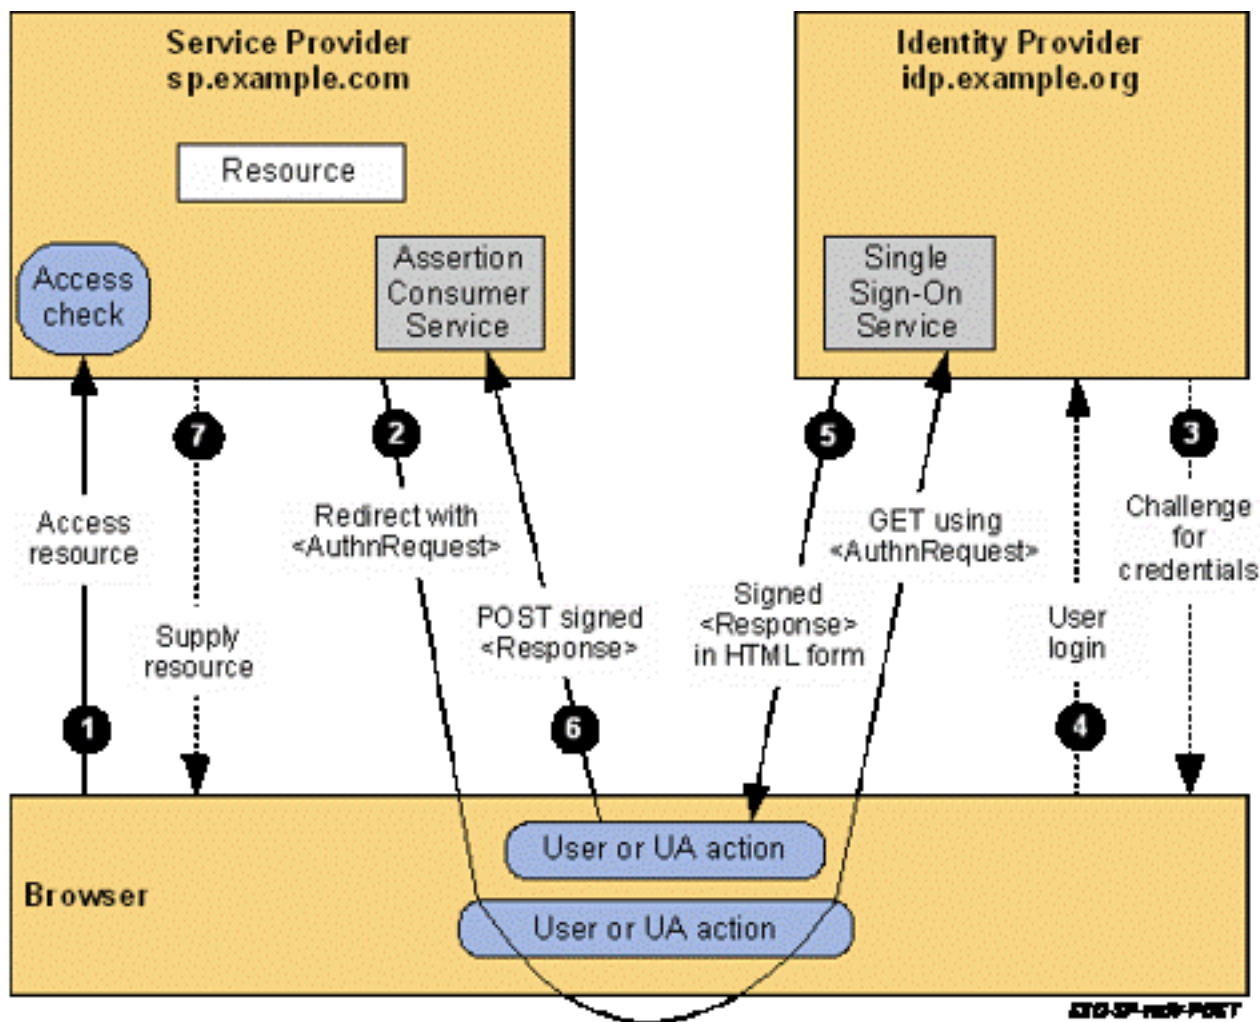 Service Provider
sp.example.com
Resource
Access
check
Assertion
Consumer
Service
Identity Provider
idp.example.org
Single
Sign-On
Service
7
2
5
3
Access
resource
Redirect with
<AuthnRequest>
GET using
<AuthnRequest>
Challenge
for
credentials
Supply
resource
POST signed
<Response>
Signed
<Response>
in HTML form
User
login
1
6
4
User or UA action
Browser
User or UA action